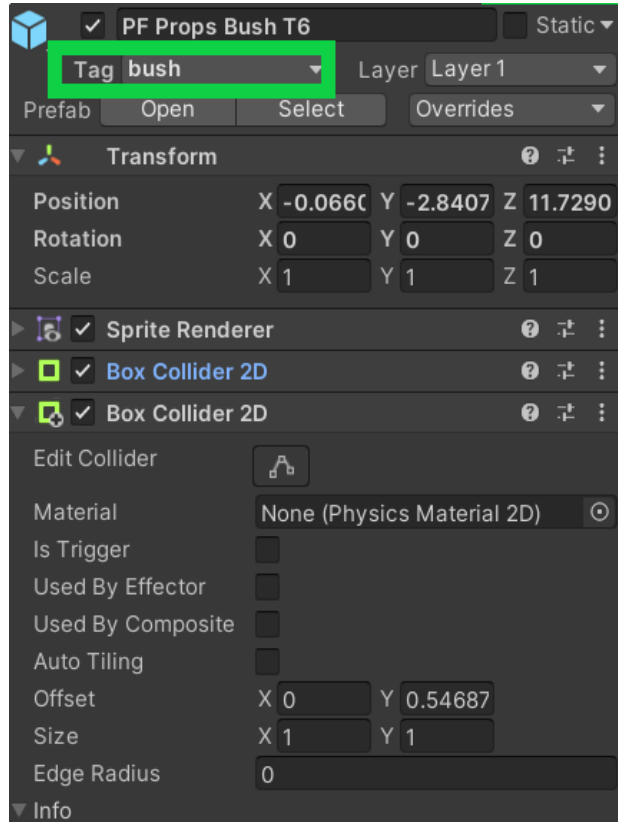 PF Props Bush T6 Static
Tag bush Layer Layer 1
Prefab Open Select Overrides
Transform
Position X -0.0660 Y -2.8407 Z 11.7290
Rotation X 0 Y 0 Z 0
Scale X 1 Y 1 Z 1
Sprite Renderer
Box Collider 2D
Box Collider 2D
Edit Collider
Material None (Physics Material 2D)
Is Trigger
Used By Effector
Used By Composite
Auto Tiling
Offset X 0 Y 0.54687
Size X 1 Y 1
Edge Radius 0
Info